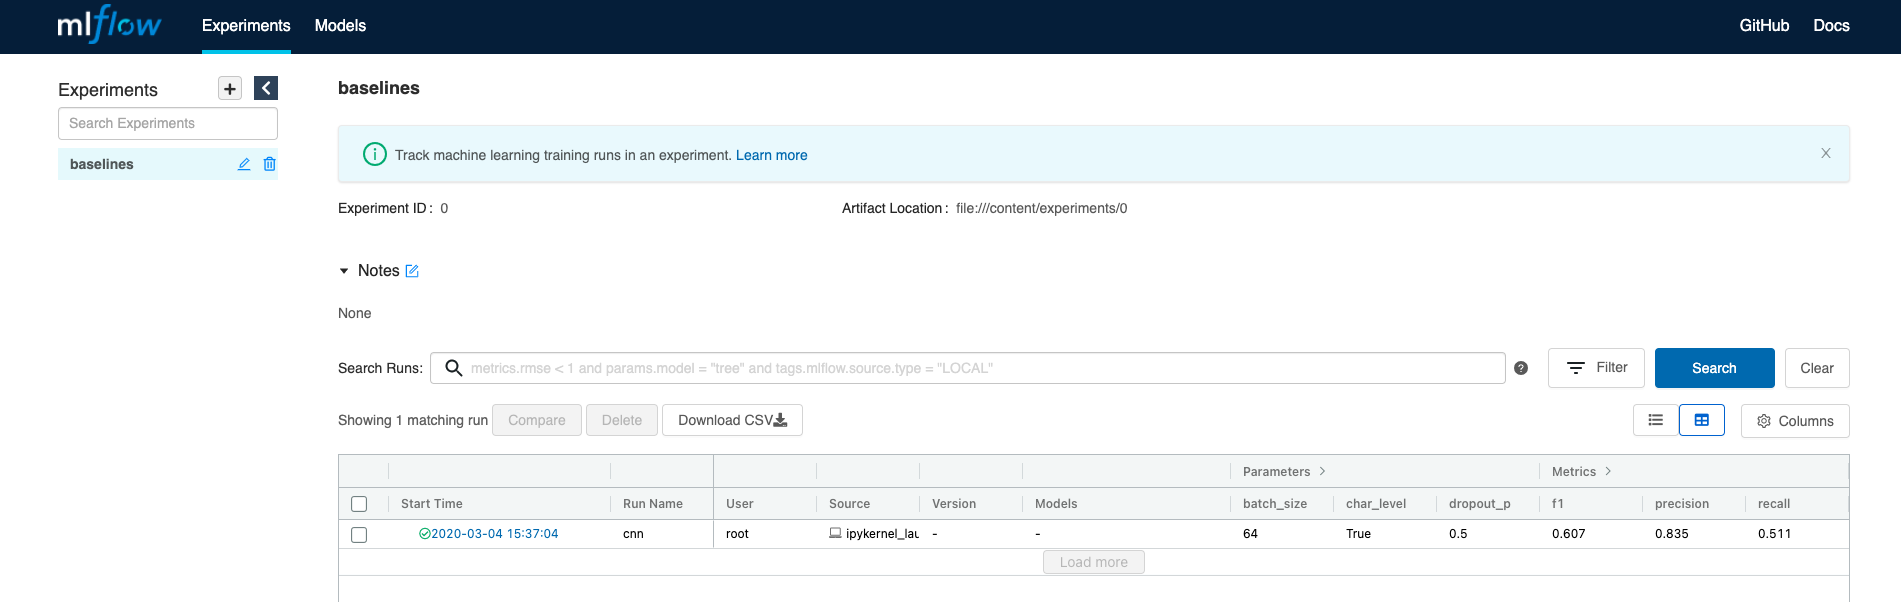 mlflow Experiments Models GitHub Docs
Experiments
Search Experiments
baselines
baselines
Track machine learning training runs in an experiment. Learn more
Experiment ID : 0 Artifact Location : file:///content/experiments/0
Notes
None
Search Runs: metrics.rmse < 1 and params.model = "tree" and tags.mlflow.source.type = "LOCAL" ? Filter Search Clear
Showing 1 matching run Compare Delete Download CSV Columns
Parameters > Metrics >
Start Time Run Name User Source Version Models batch_size char_level dropout_p f1 precision recall
2020-03-04 15:37:04 cnn root ipykernel_lau - - 64 True 0.5 0.607 0.835 0.511
Load more